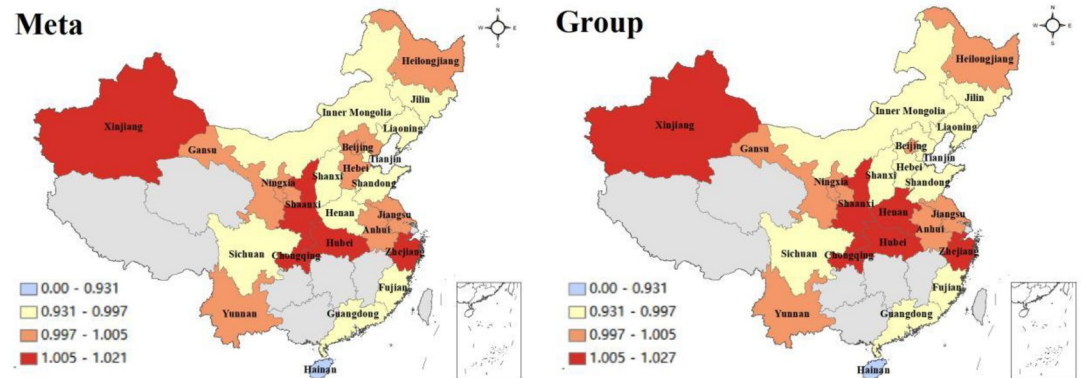 Meta
N
W E
S
Heilongjiang
Jilin
Inner Mongolia
Liaoning
Xinjiang
Beijing
Gansu
Tianjin
Hebei
Shanxi
Ningxia
Shandong
Shaanxi
Henan
Jiangsu
Anhui
Hubei
Sichuan
Chongqing
Zhejiang
Fujian
Yunnan
Guangdong
Hainan
0.00 - 0.931
0.931 - 0.997
0.997 - 1.005
1.005 - 1.021
Group
N
W E
S
Heilongjiang
Jilin
Inner Mongolia
Liaoning
Xinjiang
Beijing
Gansu
Tianjin
Hebei
Shanxi
Ningxia
Shandong
Shaanxi
Henan
Jiangsu
Anhui
Hubei
Sichuan
Chongqing
Zhejiang
Fujian
Yunnan
Guangdong
Hainan
0.00 - 0.931
0.931 - 0.997
0.997 - 1.005
1.005 - 1.027